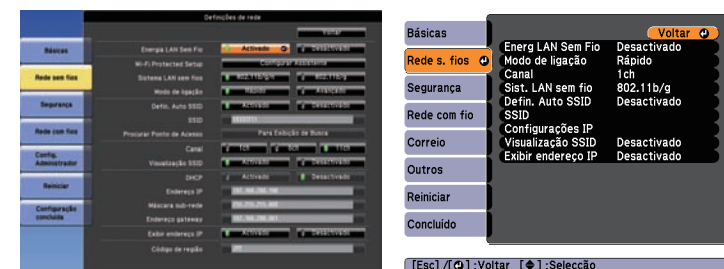 Definições de rede
Voltar
Básicas
Rede sem fios
Segurança
Rede com fios
Config. Administrador
Reiniciar
Configuração concluída
Energia LAN Sem Fio Activado Desactivado
Wi-Fi Protected Setup Configurar Assistente
Sistema LAN sem fios 802.11b/g/n 802.11b/g
Modo de ligação Rápido Avançado
Defin. Auto SSID Activado Desactivado
SSID
Procurar Ponto de Acesso Para Exibição de Busca
Canal 1ch 6ch 11ch
Visualização SSID Activado Desactivado
DHCP Activado Desactivado
Endereço IP
Máscara sub-rede
Endereço gateway
Exibir endereço IP Activado Desactivado
Código de região
Básicas
Rede s. fios
Segurança
Rede com fio
Correio
Outros
Reiniciar
Concluído
Voltar
Energ LAN Sem Fio Desactivado
Modo de ligação Rápido
Canal 1ch
Sist. LAN sem fio 802.11b/g
Defin. Auto SSID Desactivado
SSID
Configurações IP
Visualização SSID Desactivado
Exibir endereço IP Desactivado
[Esc] /[ ] :Voltar [ ] :Selecção